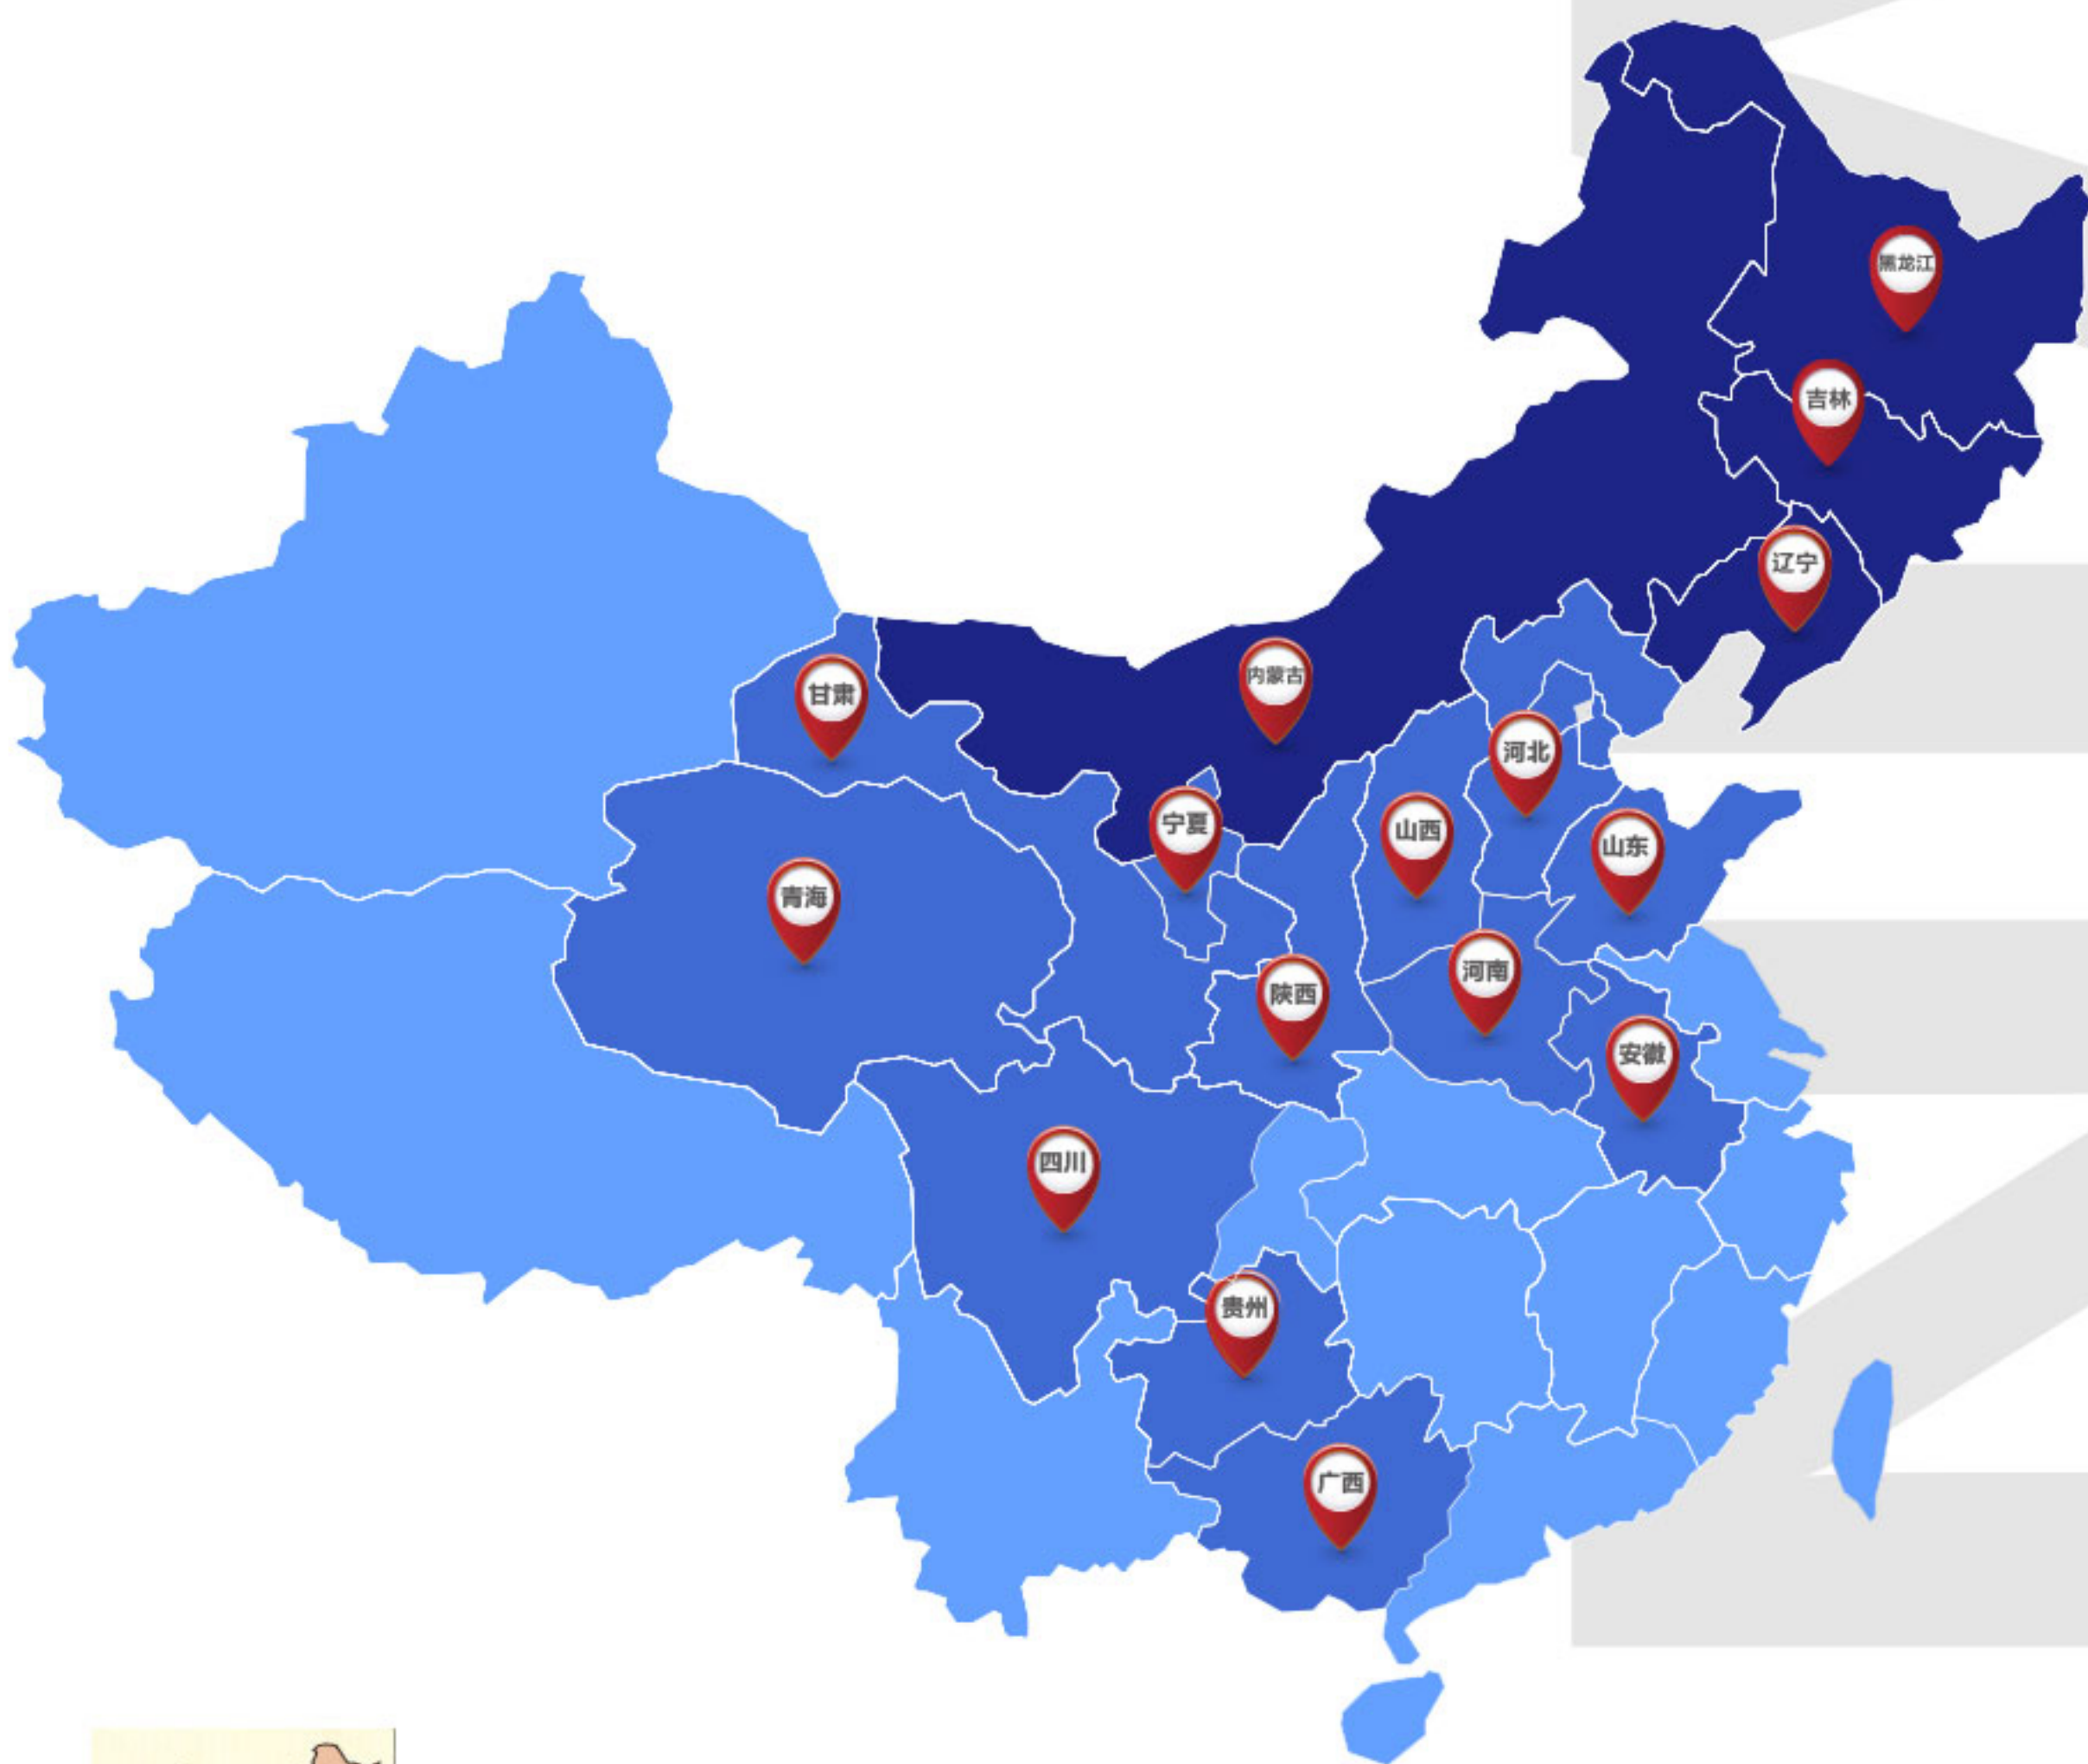 黑龙江
吉林
辽宁
内蒙古
甘肃
河北
宁夏
山西
山东
青海
河南
陕西
安徽
四川
贵州
广西